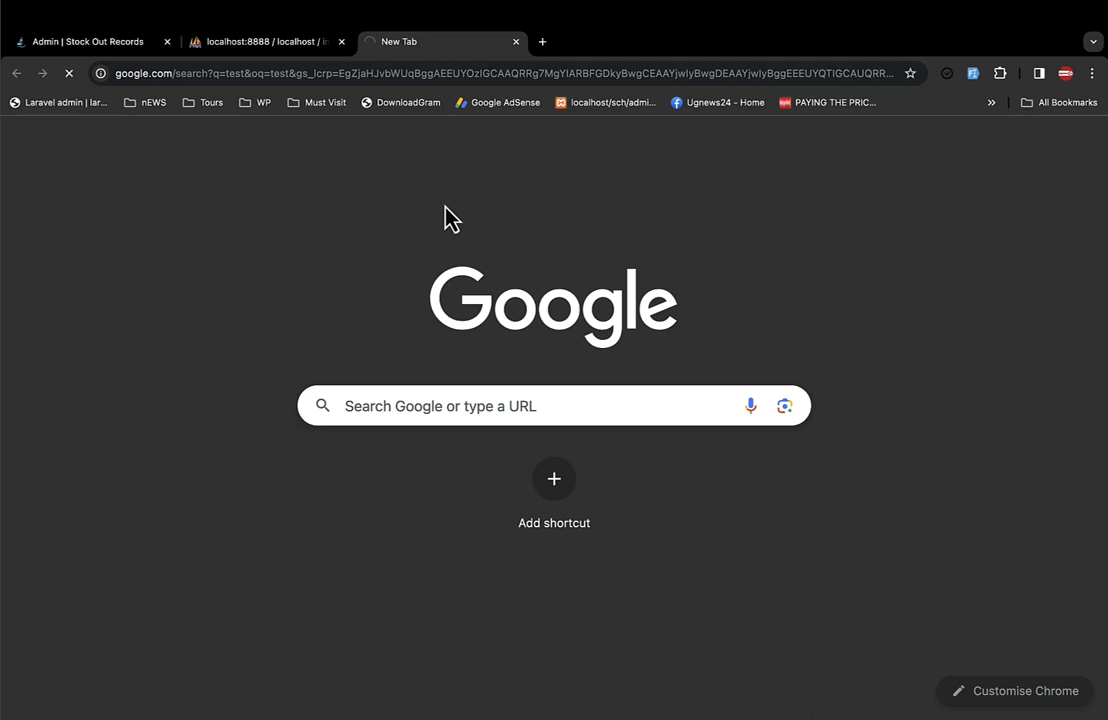 Admin | Stock Out Records
localhost:8888 / localhost / in
New Tab
google.com/search?q=test&oq=test&gs_lcrp=EgZjaHJvbWUqBggAEEUYOzIGCAAQRRg7MgYIARBFGDkyBwgCEAAYjwIyBwgDEAAYjwIyBggEEEUYQTIGCAUQRR...
Laravel admin | lar...
nEWS
Tours
WP
Must Visit
DownloadGram
Google AdSense
localhost/sch/admi...
Ugnews24 - Home
PAYING THE PRIC...
»
All Bookmarks
Google
Search Google or type a URL
Add shortcut
Customise Chrome